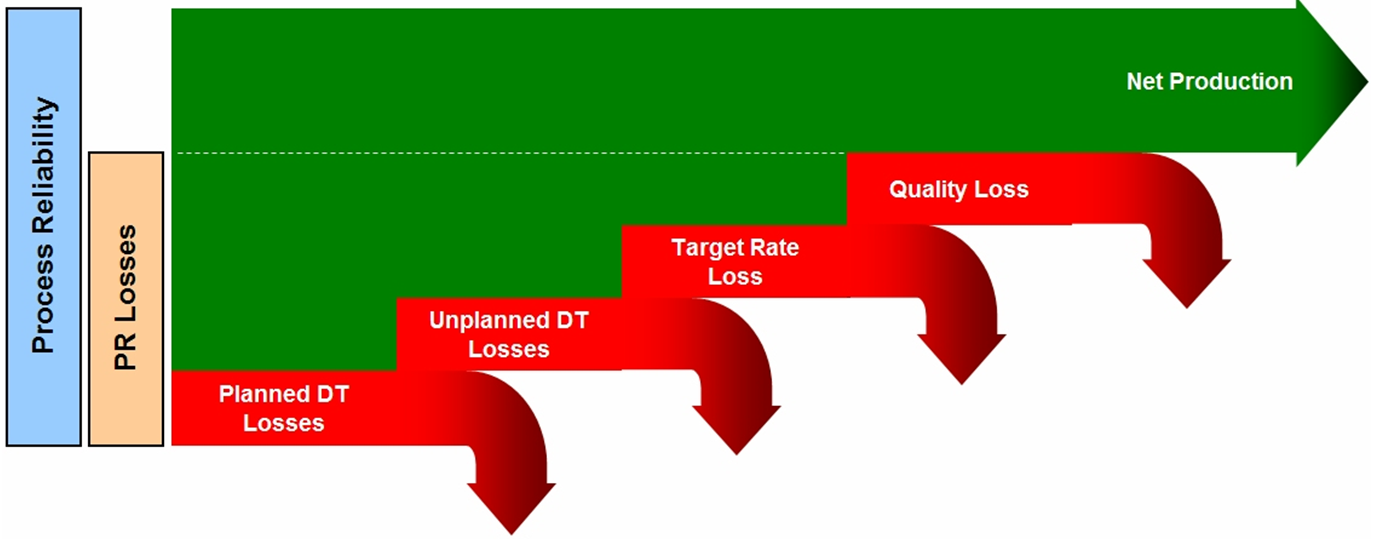 Process Reliability
PR Losses
Net Production
Quality Loss
Target Rate
Loss
Unplanned DT
Losses
Planned DT
Losses